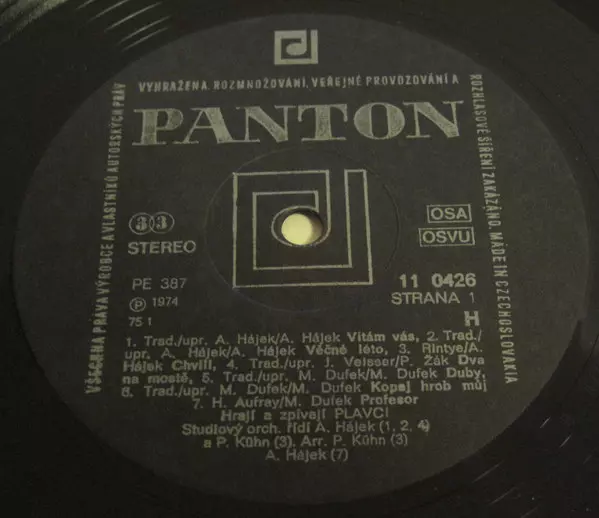 VYHRAŽENA. ROZMNOŽOVÁNÍ, VEŘEJNÉ PROVOZOVÁNÍ A
ROZHLASOVÉ ŠÍŘENÍ ZAKÁZÁNO. MADE IN CZECHOSLOVAKIA
VŠECHNA PRÁVA VÝROBCE A VLASTNÍKŮ AUTORSKÝCH PRÁV
PANTON
33
STEREO
OSA
OSVU
PE 387
℗ 1974
75 1
11 0426
STRANA 1
H
1. Trad./upr. A. Hájek/A. Hájek Vítám vás, 2. Trad./
upr. A. Hájek/A. Hájek Věčné léto, 3. Rintye/A.
Hájek Chvíli, 4. Trad./upr. J. Velsser/P. Žák Dva
na mostě, 5. Trad./upr. M. Dufek/M. Dufek Duby,
6. Trad./upr. M. Dufek/M. Dufek Kopej hrob můj
7. H. Aufray/M. Dufek Profesor
Hrají a zpívají PLAVCI
Studiový orch. řídí A. Hájek (1, 2, 4)
a P. Kühn (3). Arr. P. Kühn (3)
A. Hájek (7)